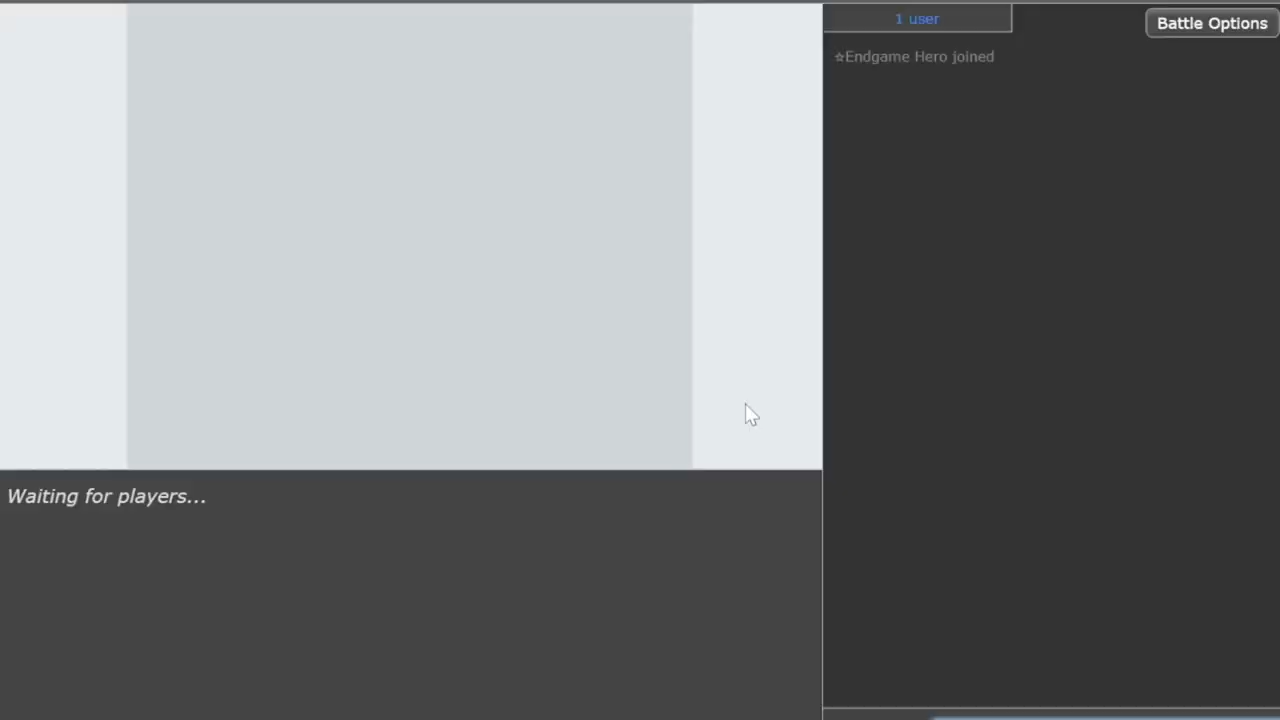 1 user
Battle Options
☆Endgame Hero joined
Waiting for players...